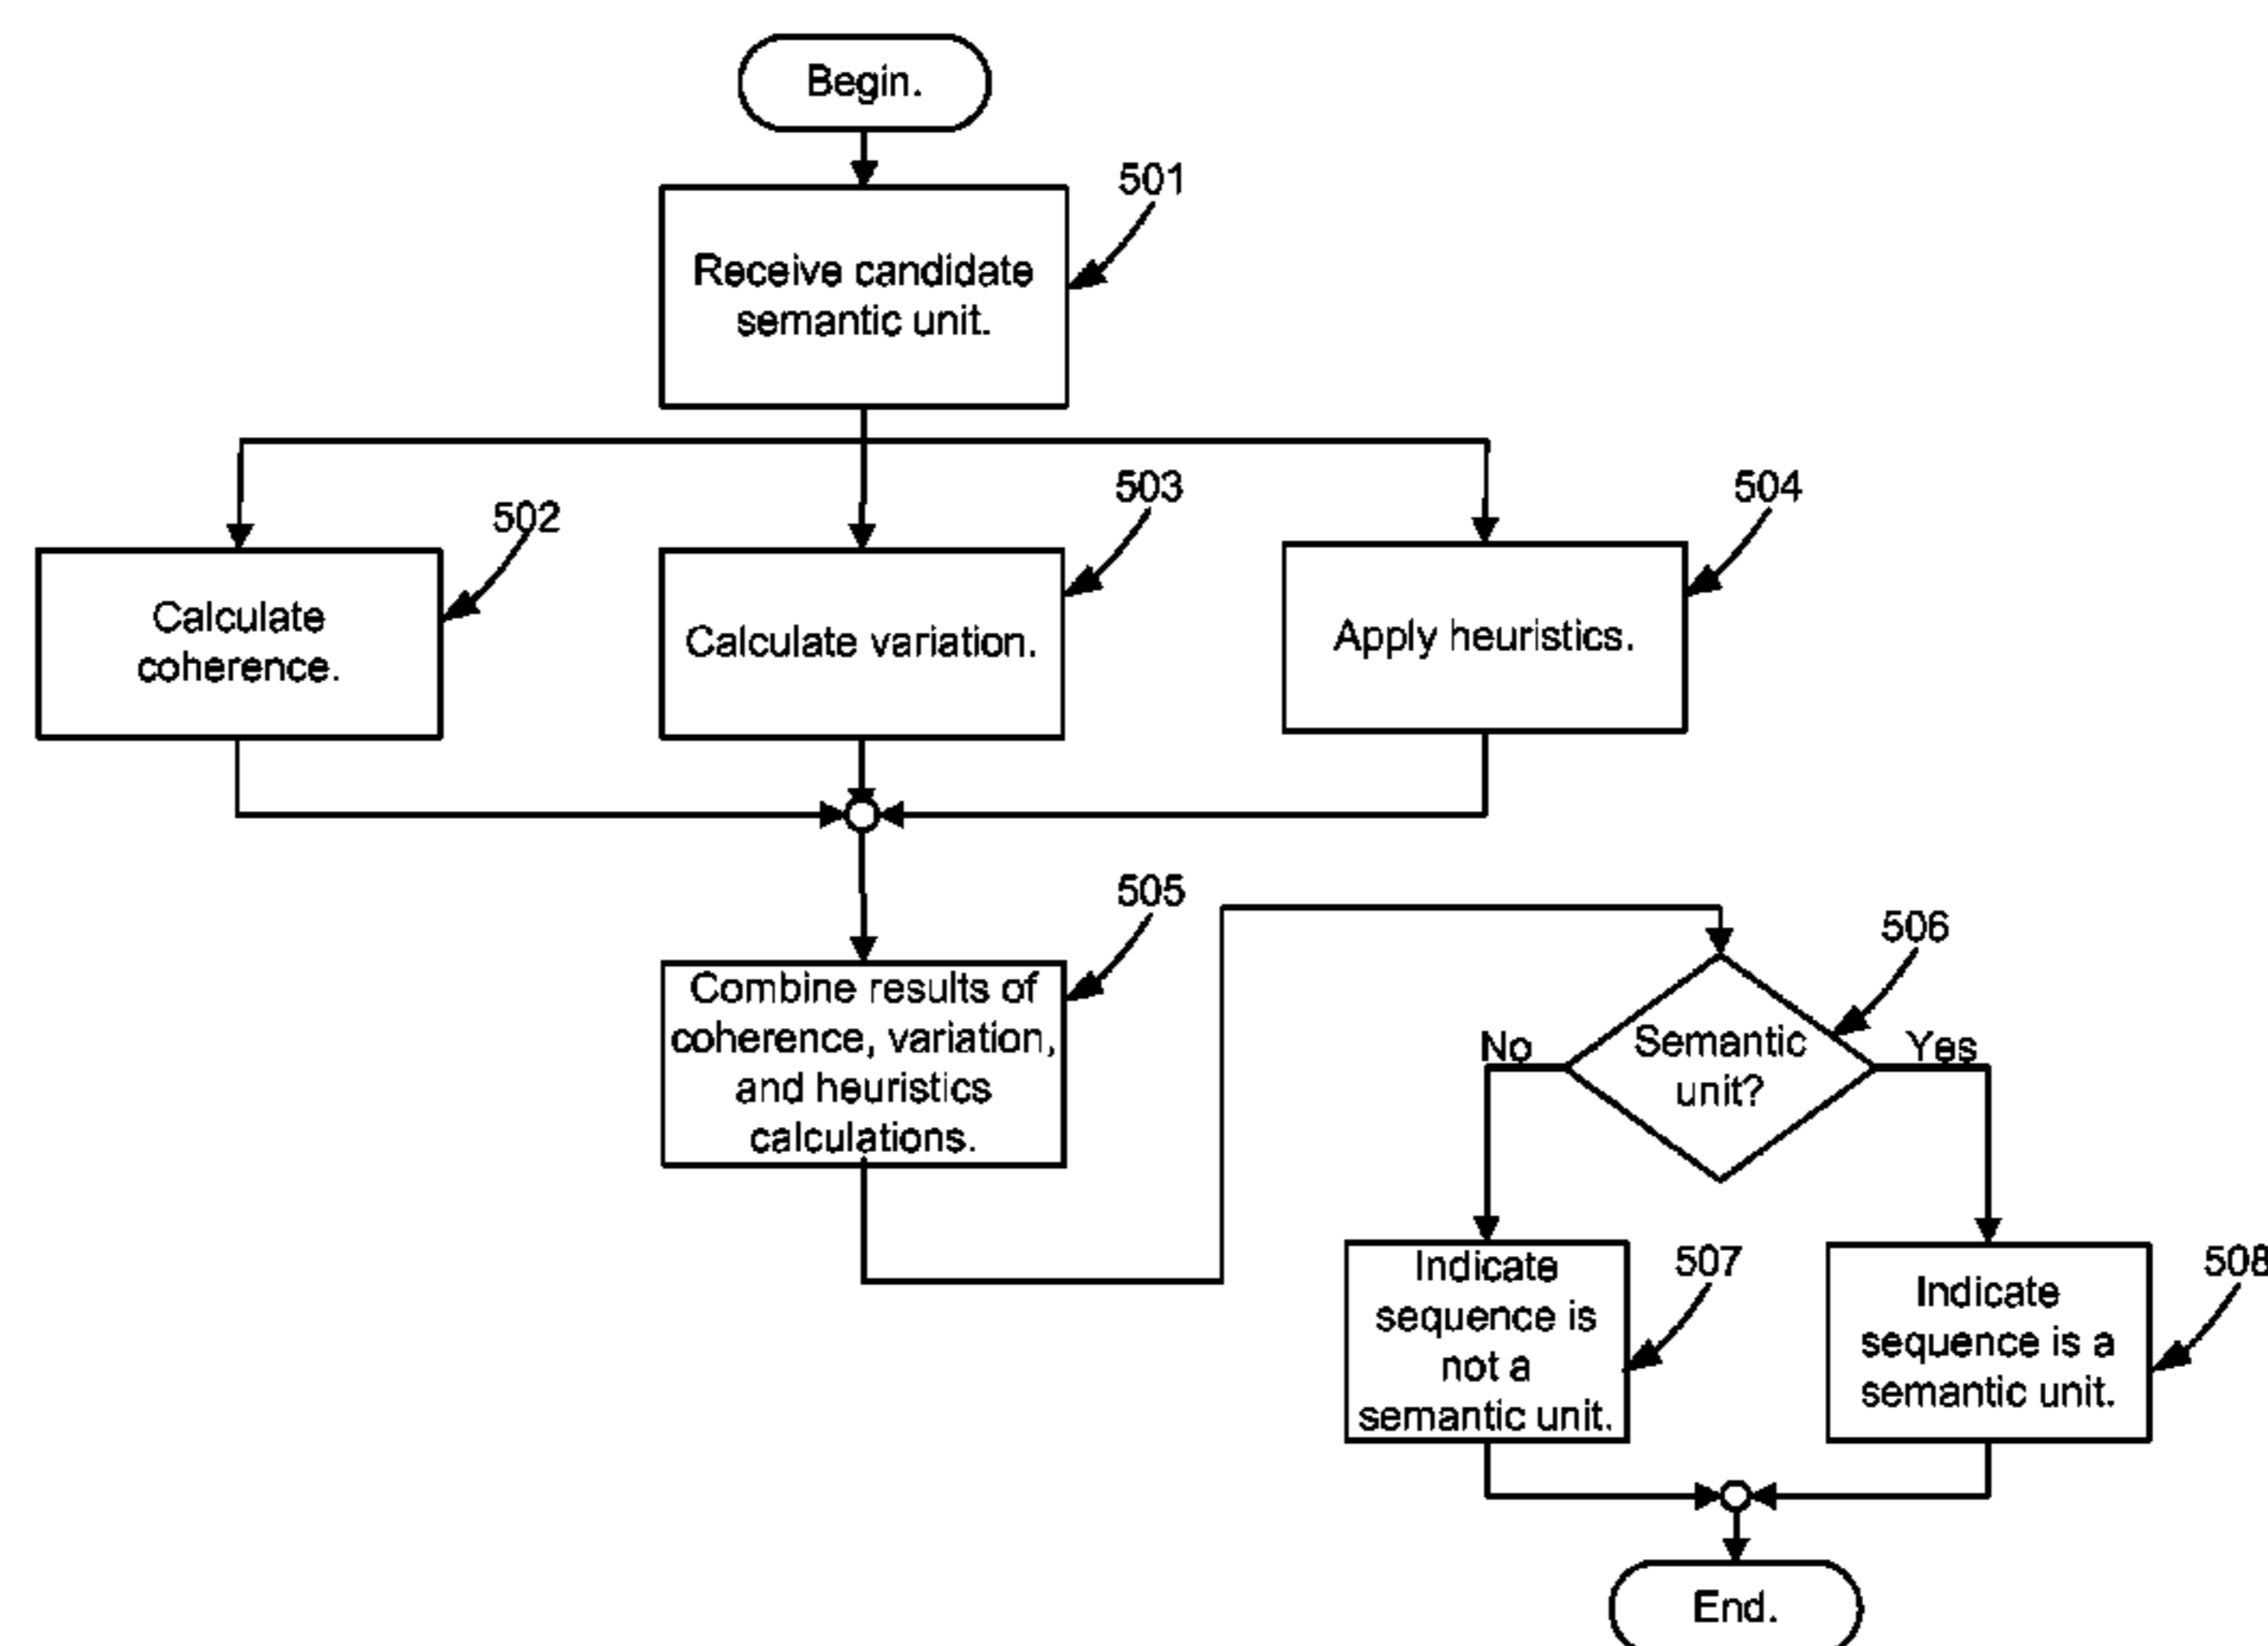 Begin.
501
Receive candidate
semantic unit.
502
503
504
Calculate
coherence.
Calculate variation.
Apply heuristics.
505
Combine results of
coherence, variation,
and heuristics
calculations.
506
No
Semantic
unit?
Yes
507
Indicate
sequence is
not a
semantic unit.
508
Indicate
sequence is a
semantic unit.
End.